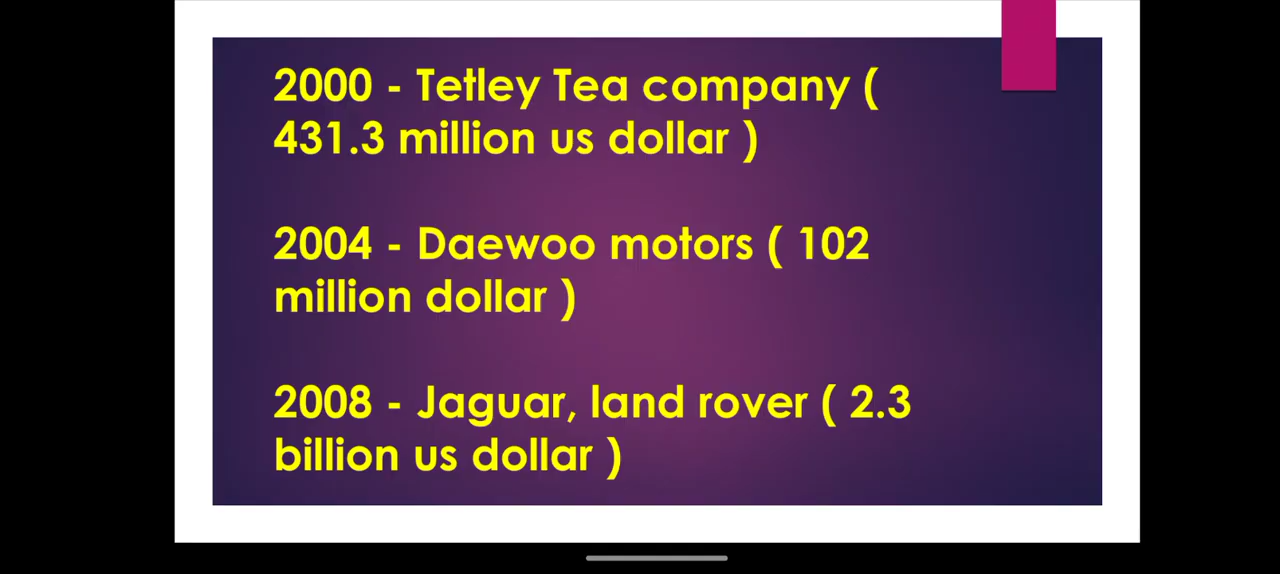 2000 - Tetley Tea company (
431.3 million us dollar )
2004 - Daewoo motors ( 102
million dollar )
2008 - Jaguar, land rover ( 2.3
billion us dollar )